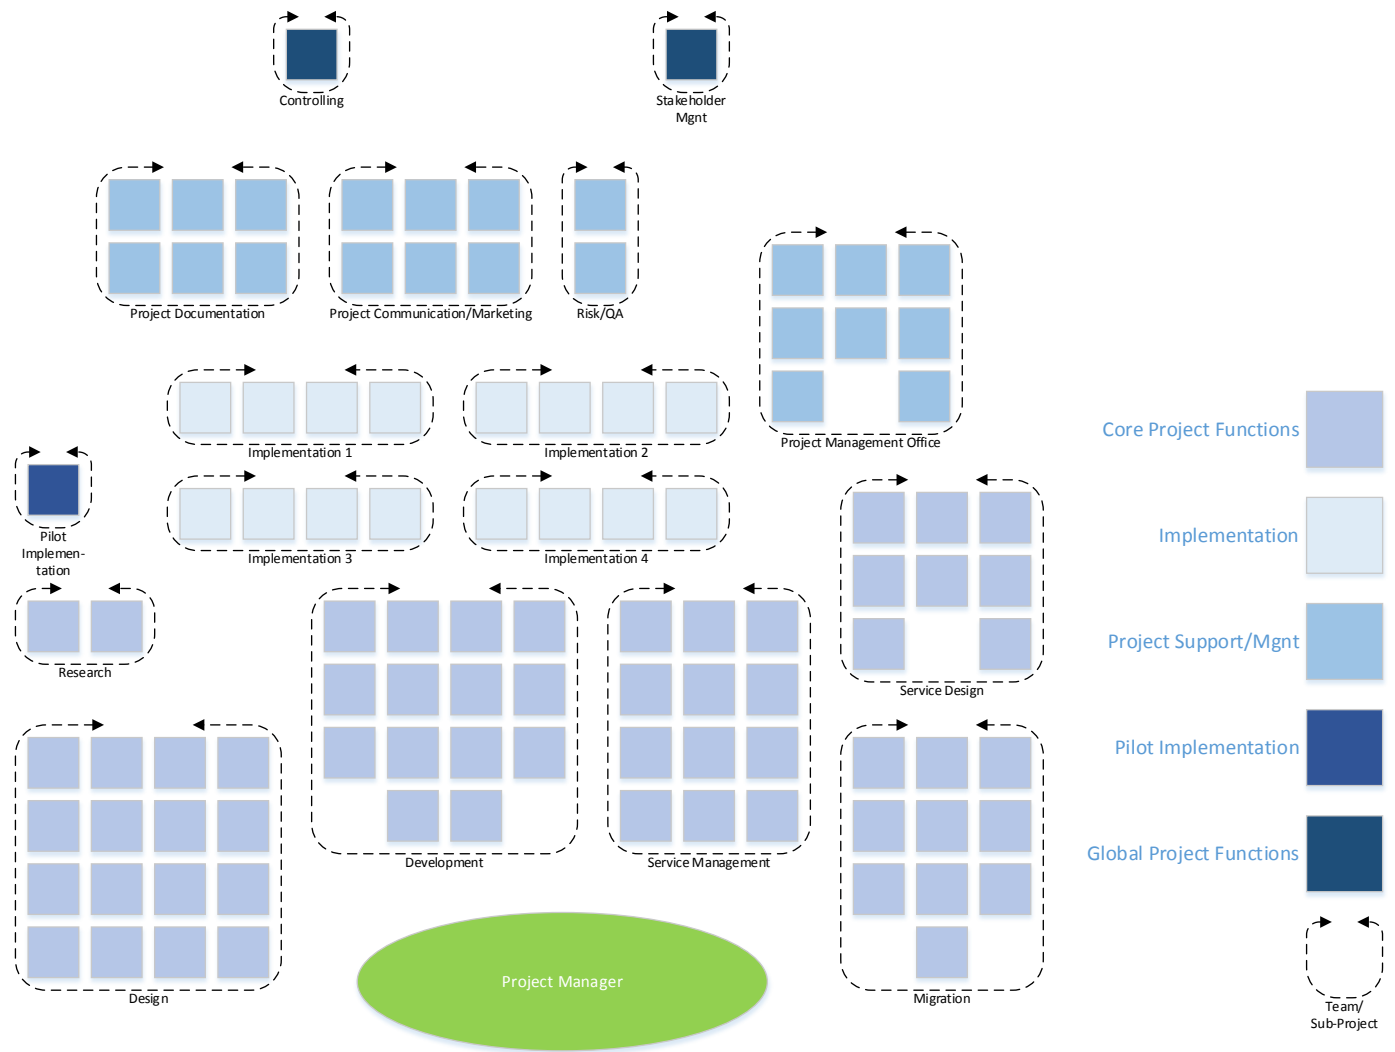 Controlling
Stakeholder
Mgnt
Project Documentation
Project Communication/Marketing
Risk/QA
Project Management Office
Implementation 1
Implementation 2
Pilot
Implemen-
tation
Implementation 3
Implementation 4
Research
Service Design
Development
Service Management
Design
Migration
Project Manager
Core Project Functions
Implementation
Project Support/Mgnt
Pilot Implementation
Global Project Functions
Team/
Sub-Project